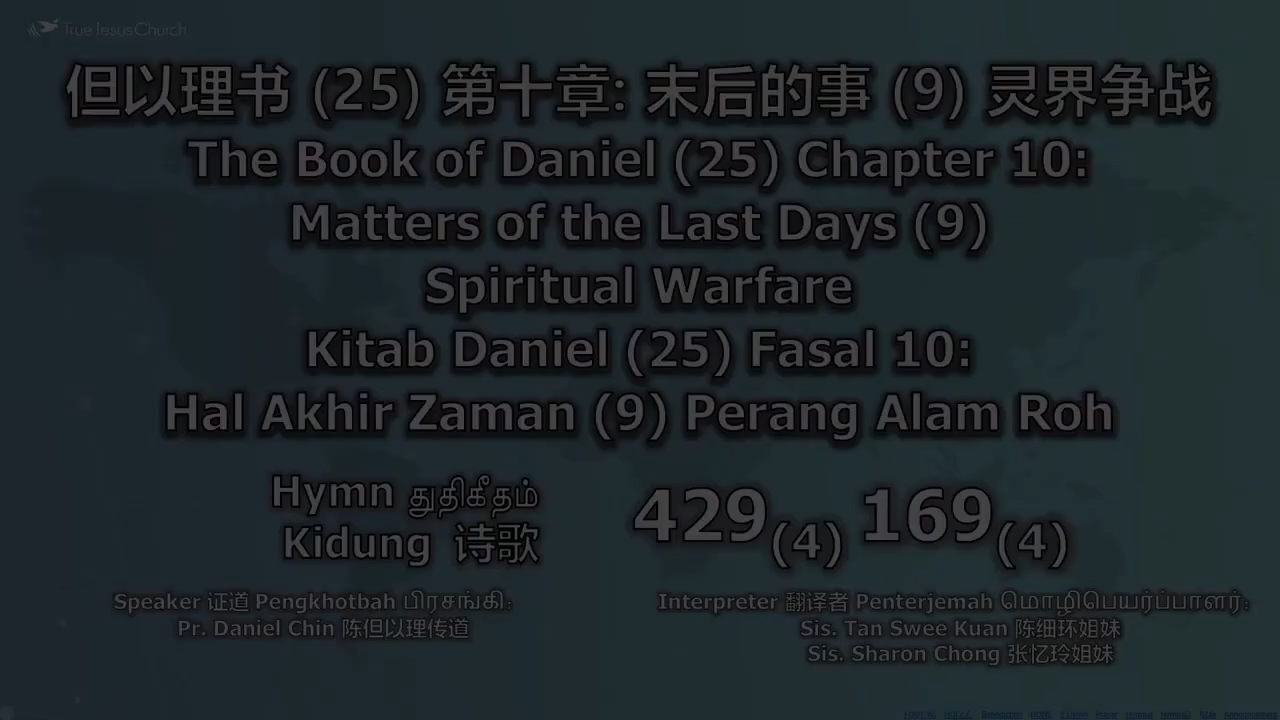 True Jesus Church
但以理书 (25) 第十章: 末后的事 (9) 灵界争战
The Book of Daniel (25) Chapter 10:
Matters of the Last Days (9)
Spiritual Warfare
Kitab Daniel (25) Fasal 10:
Hal Akhir Zaman (9) Perang Alam Roh
Hymn துதிகீதம்
Kidung 诗歌
429(4) 169(4)
Speaker 证道 Pengkhotbah பிரசங்கி:
Pr. Daniel Chin 陈但以理传道
Interpreter 翻译者 Penterjemah மொழிபெயர்ப்பாளர்:
Sis. Tan Swee Kuan 陈细环姐妹
Sis. Sharon Chong 张忆玲姐妹